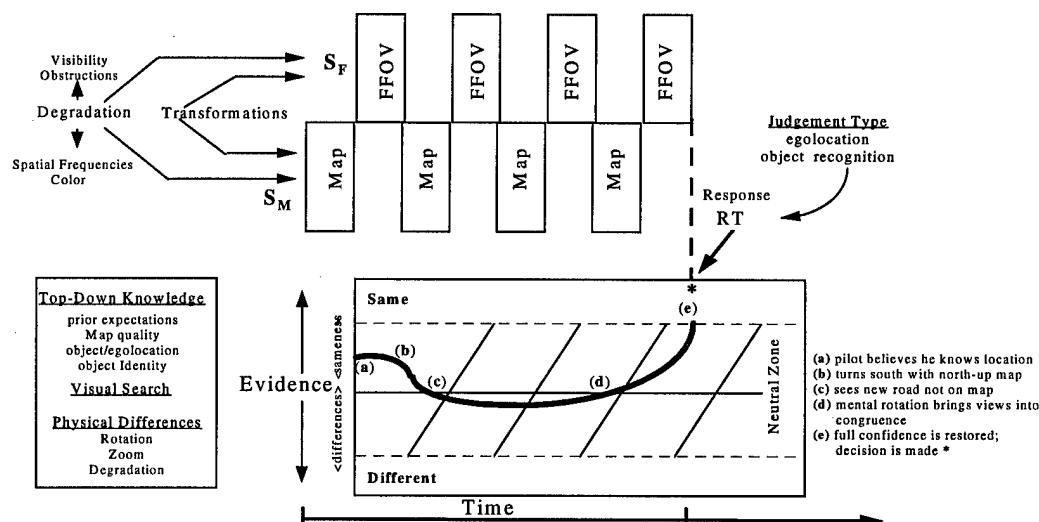 Visibility
Obstructions
Degradation
Spatial Frequencies
Color
Transformations
S_F
S_M
FFOV
FFOV
FFOV
FFOV
Map
Map
Map
Map
Judgement Type
egolocation
object recognition
Response
RT
Top-Down Knowledge
prior expectations
Map quality
object/egolocation
object Identity
Visual Search
Physical Differences
Rotation
Zoom
Degradation
Evidence
<differences> <sameness
Same
*
(e)
(b)
(a)
(c)
(d)
Neutral Zone
Different
Time
(a) pilot believes he knows location
(b) turns south with north-up map
(c) sees new road not on map
(d) mental rotation brings views into
congruence
(e) full confidence is restored;
decision is made *